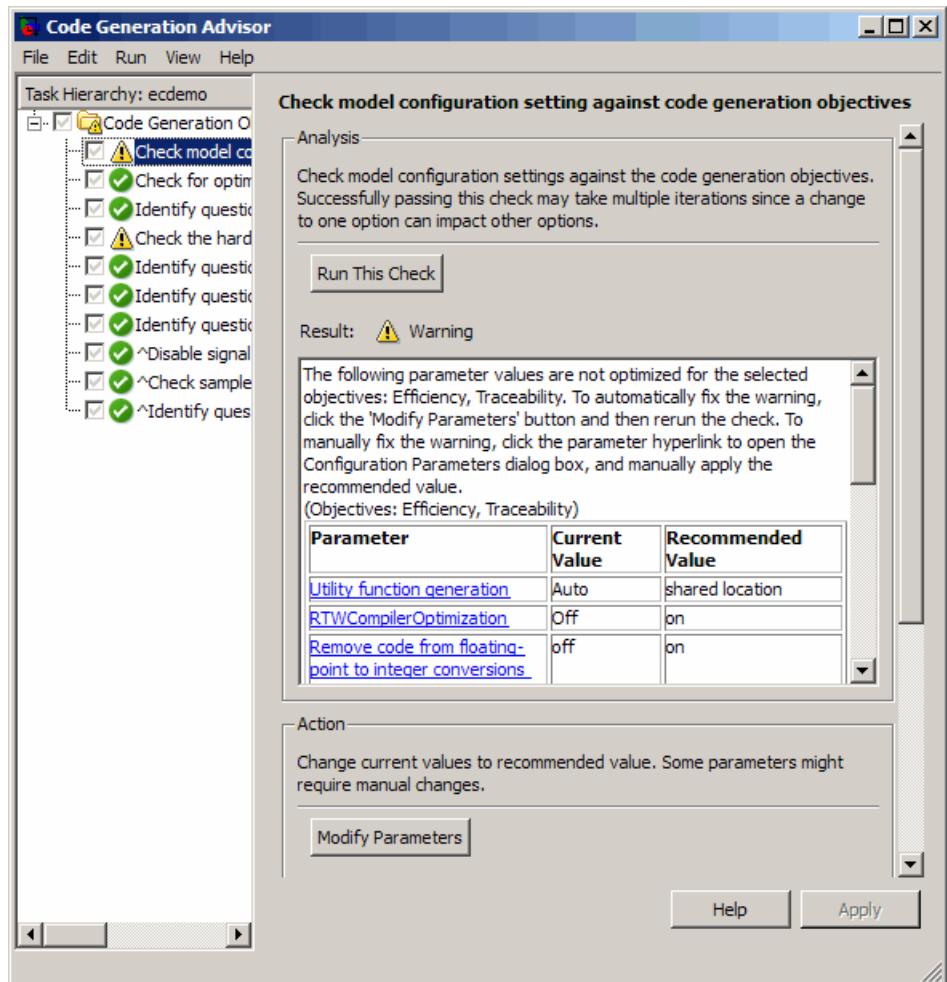 Code Generation Advisor
File Edit Run View Help
Task Hierarchy: ecdemo
Code Generation O
Check model co
Check for optim
Identify questic
Check the hard
Identify questic
Identify questic
Identify questic
^Disable signal
^Check sample
^Identify ques
Check model configuration setting against code generation objectives
Analysis
Check model configuration settings against the code generation objectives.
Successfully passing this check may take multiple iterations since a change
to one option can impact other options.
Run This Check
Result: Warning
The following parameter values are not optimized for the selected
objectives: Efficiency, Traceability. To automatically fix the warning,
click the 'Modify Parameters' button and then rerun the check. To
manually fix the warning, click the parameter hyperlink to open the
Configuration Parameters dialog box, and manually apply the
recommended value.
(Objectives: Efficiency, Traceability)
Parameter Current Value Recommended Value
Utility function generation Auto shared location
RTWCompilerOptimization Off on
Remove code from floating- off on
point to integer conversions
Action
Change current values to recommended value. Some parameters might
require manual changes.
Modify Parameters
Help Apply